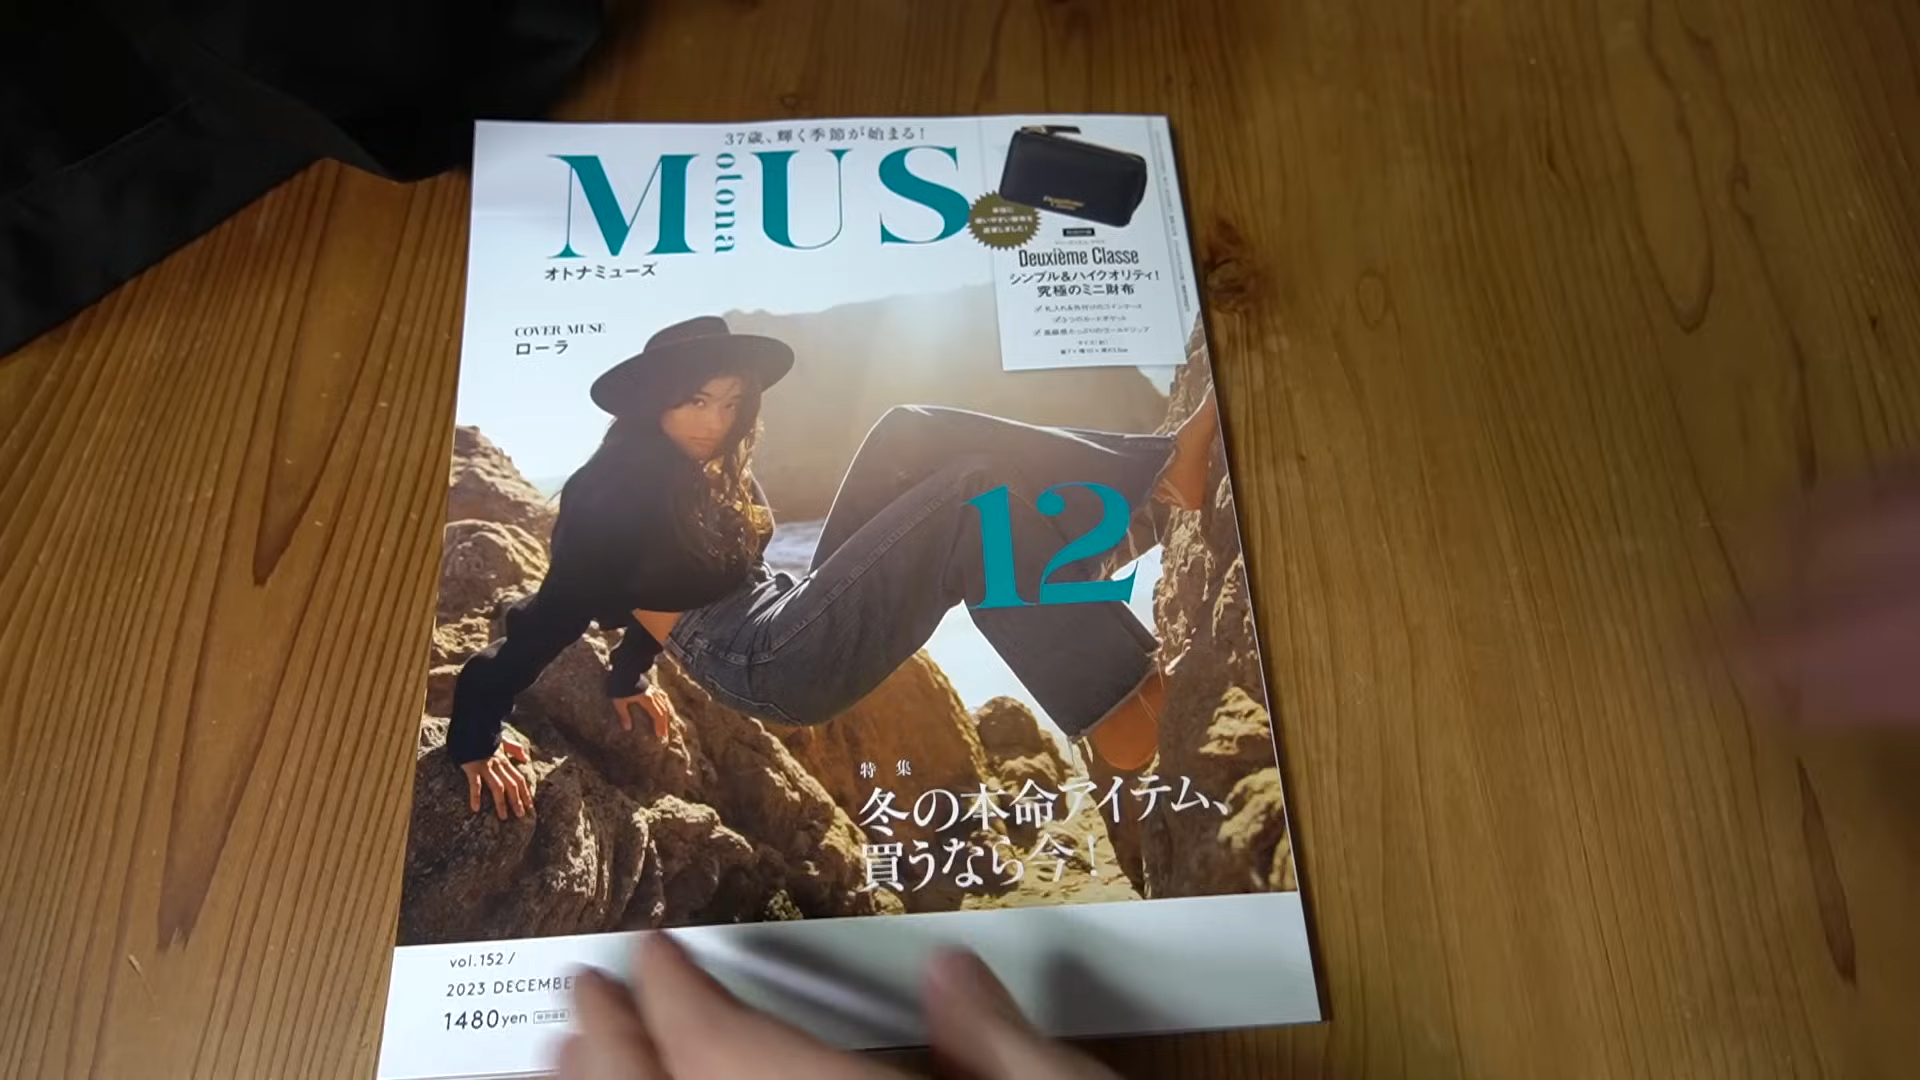 37歳、輝く季節が始まる!
MUS
otona
オトナミューズ
COVER MUSE
ローラ
Deuxième Classe
シンプル&ハイクオリティ!
究極のミニ財布
12
特集
冬の本命アイテム、
買うなら今!
vol.152/
2023 DECEMBE
1480yen